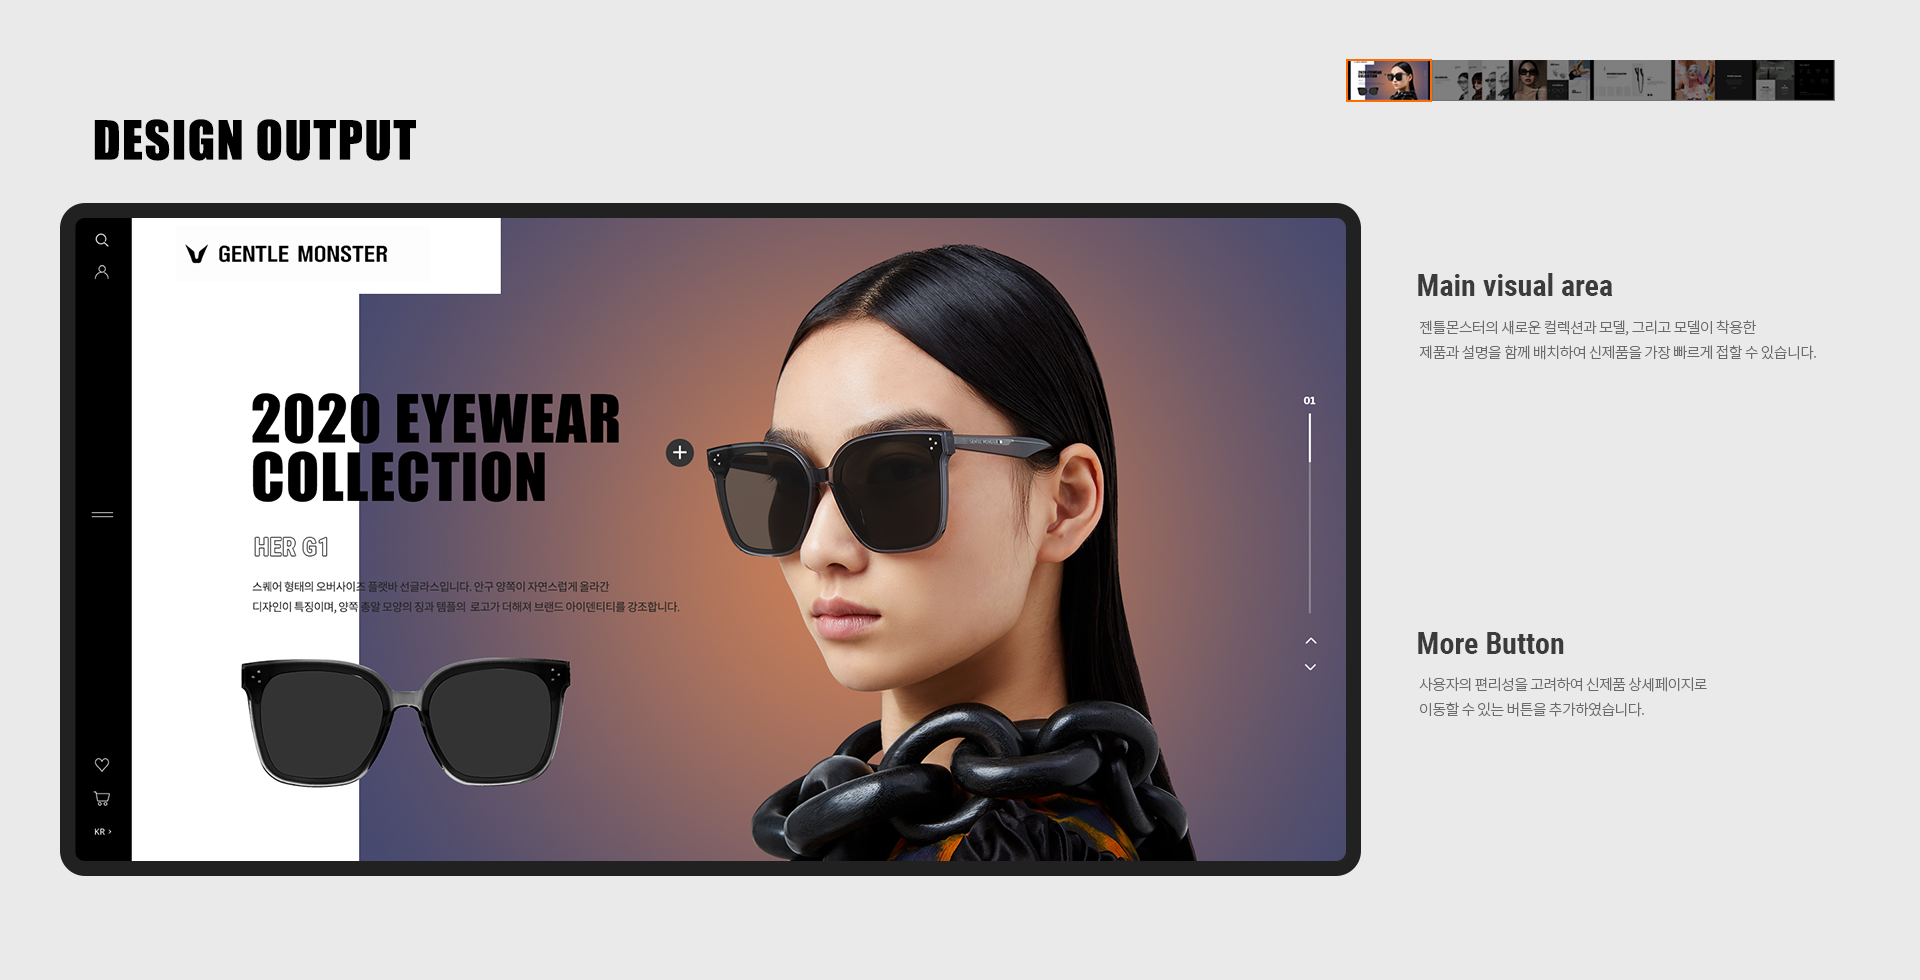 DESIGN OUTPUT
GENTLE MONSTER
2020 EYEWEAR
COLLECTION
HER G1
스퀘어 형태의 오버사이즈 플랫바 선글라스입니다. 안구 양쪽이 자연스럽게 올라간
디자인이 특징이며, 양쪽 총알 모양의 징과 템플의 로고가 더해져 브랜드 아이덴티티를 강조합니다.
KR ›
01
Main visual area
젠틀몬스터의 새로운 컬렉션과 모델, 그리고 모델이 착용한
제품과 설명을 함께 배치하여 신제품을 가장 빠르게 접할 수 있습니다.
More Button
사용자의 편리성을 고려하여 신제품 상세페이지로
이동할 수 있는 버튼을 추가하였습니다.